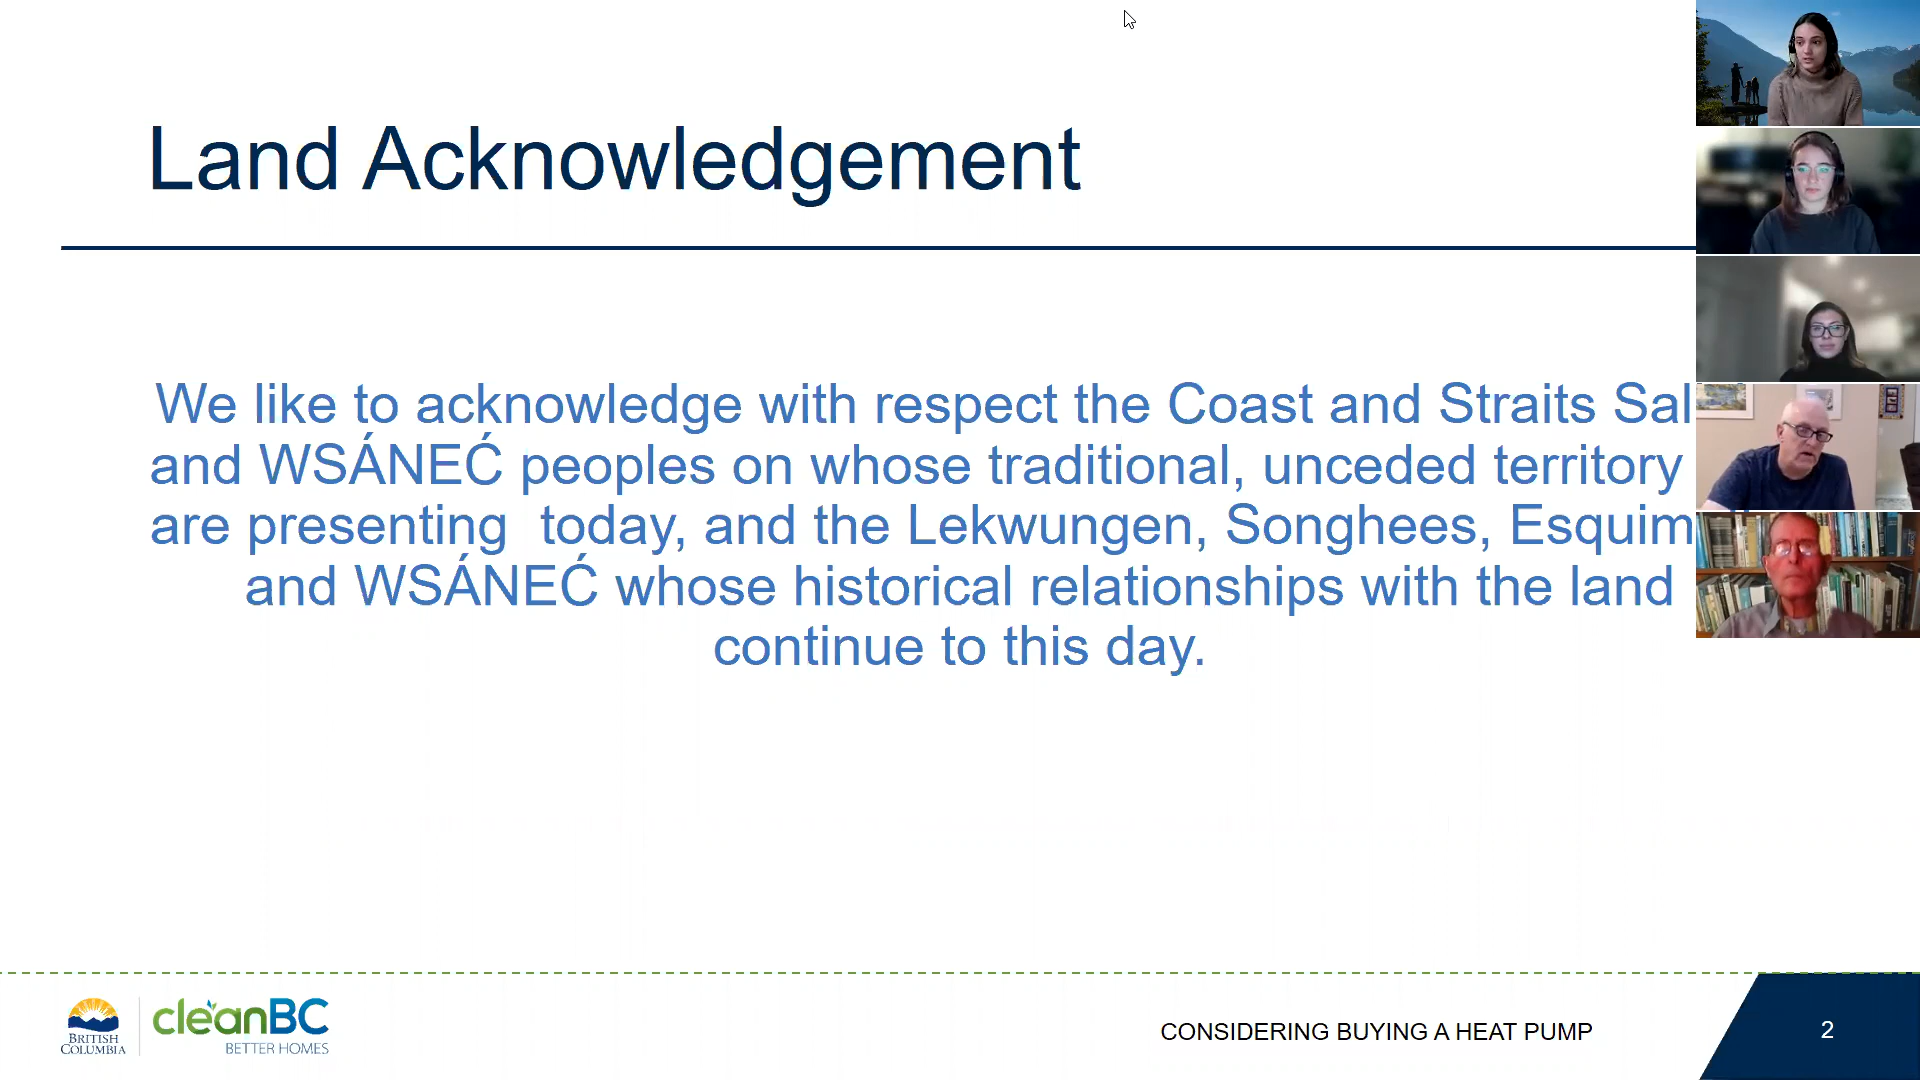 Land Acknowledgement
We like to acknowledge with respect the Coast and Straits Sal
and WSÁNEĆ peoples on whose traditional, unceded territory
are presenting today, and the Lekwungen, Songhees, Esquim
and WSÁNEĆ whose historical relationships with the land
continue to this day.
BRITISH
COLUMBIA
cleanBC
BETTER HOMES
CONSIDERING BUYING A HEAT PUMP
2